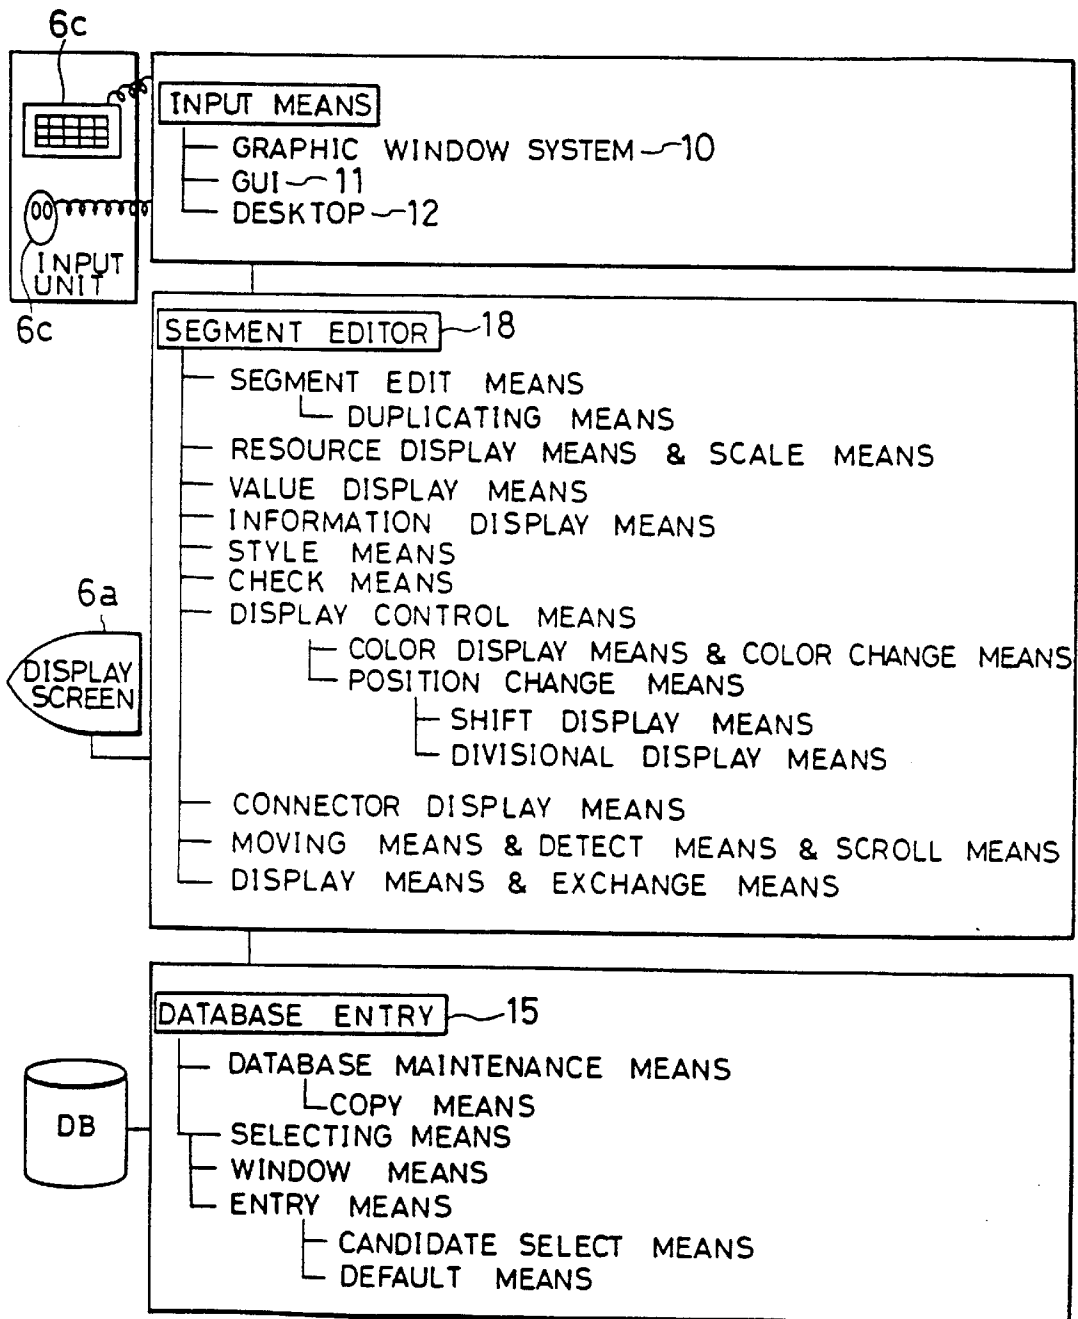 6c
INPUT MEANS
GRAPHIC WINDOW SYSTEM 10
GUI 11
DESKTOP 12
INPUT
UNIT
6c
SEGMENT EDITOR 18
SEGMENT EDIT MEANS
DUPLICATING MEANS
RESOURCE DISPLAY MEANS & SCALE MEANS
VALUE DISPLAY MEANS
INFORMATION DISPLAY MEANS
STYLE MEANS
CHECK MEANS
DISPLAY CONTROL MEANS
COLOR DISPLAY MEANS & COLOR CHANGE MEANS
POSITION CHANGE MEANS
SHIFT DISPLAY MEANS
DIVISIONAL DISPLAY MEANS
CONNECTOR DISPLAY MEANS
MOVING MEANS & DETECT MEANS & SCROLL MEANS
DISPLAY MEANS & EXCHANGE MEANS
6a
DISPLAY
SCREEN
DATABASE ENTRY 15
DATABASE MAINTENANCE MEANS
COPY MEANS
SELECTING MEANS
WINDOW MEANS
ENTRY MEANS
CANDIDATE SELECT MEANS
DEFAULT MEANS
DB